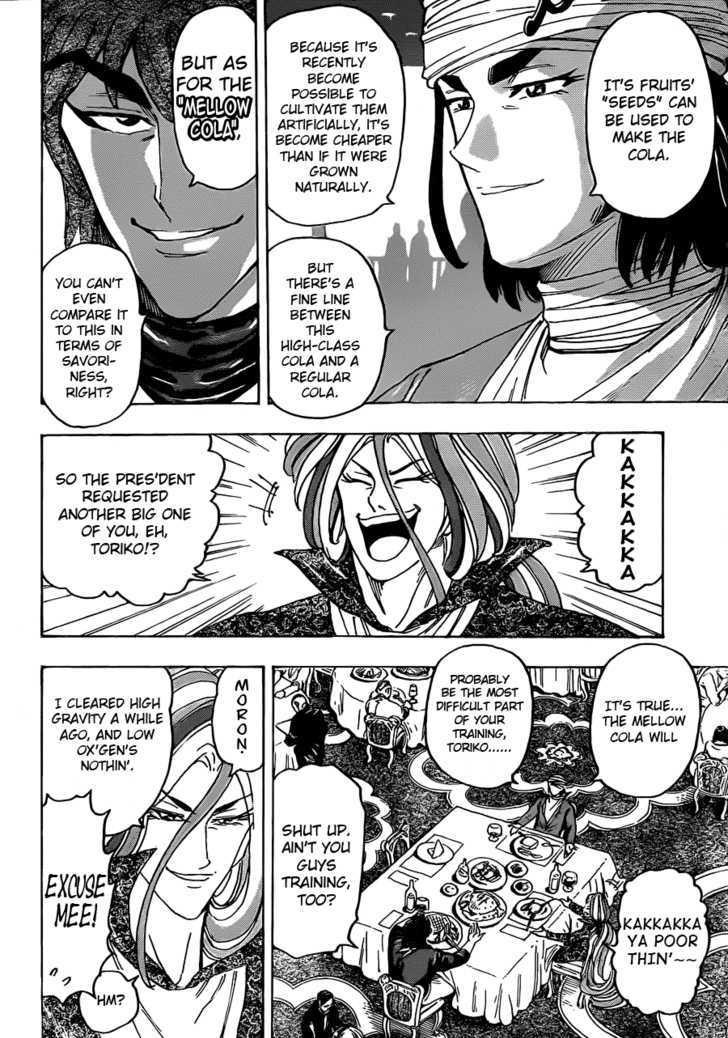 IT'S FRUITS'
"SEEDS" CAN
BE USED TO
MAKE THE
COLA.
BECAUSE IT'S
RECENTLY
BECOME
POSSIBLE TO
CULTIVATE THEM
ARTIFICIALLY, IT'S
BECOME CHEAPER
THAN IF IT WERE
GROWN
NATURALLY.
BUT
THERE'S A
FINE LINE
BETWEEN
THIS
HIGH-CLASS
COLA AND A
REGULAR
COLA.
BUT AS
FOR THE
"MELLOW
COLA",
YOU CAN'T
EVEN
COMPARE IT
TO THIS IN
TERMS OF
SAVORI-
NESS,
RIGHT?
KAKKAKKA
SO THE PRES'DENT
REQUESTED
ANOTHER BIG ONE
OF YOU, EH,
TORIKO!?
IT'S TRUE...
THE MELLOW
COLA WILL
PROBABLY
BE THE MOST
DIFFICULT PART
OF YOUR
TRAINING,
TORIKO......
KAKKAKKA
YA POOR
THIN'~~
SHUT UP.
AIN'T YOU
GUYS
TRAINING,
TOO?
MORON.
I CLEARED HIGH
GRAVITY A WHILE
AGO, AND LOW
OX'GEN'S
NOTHIN'.
EXCUSE
MEE!
HM?